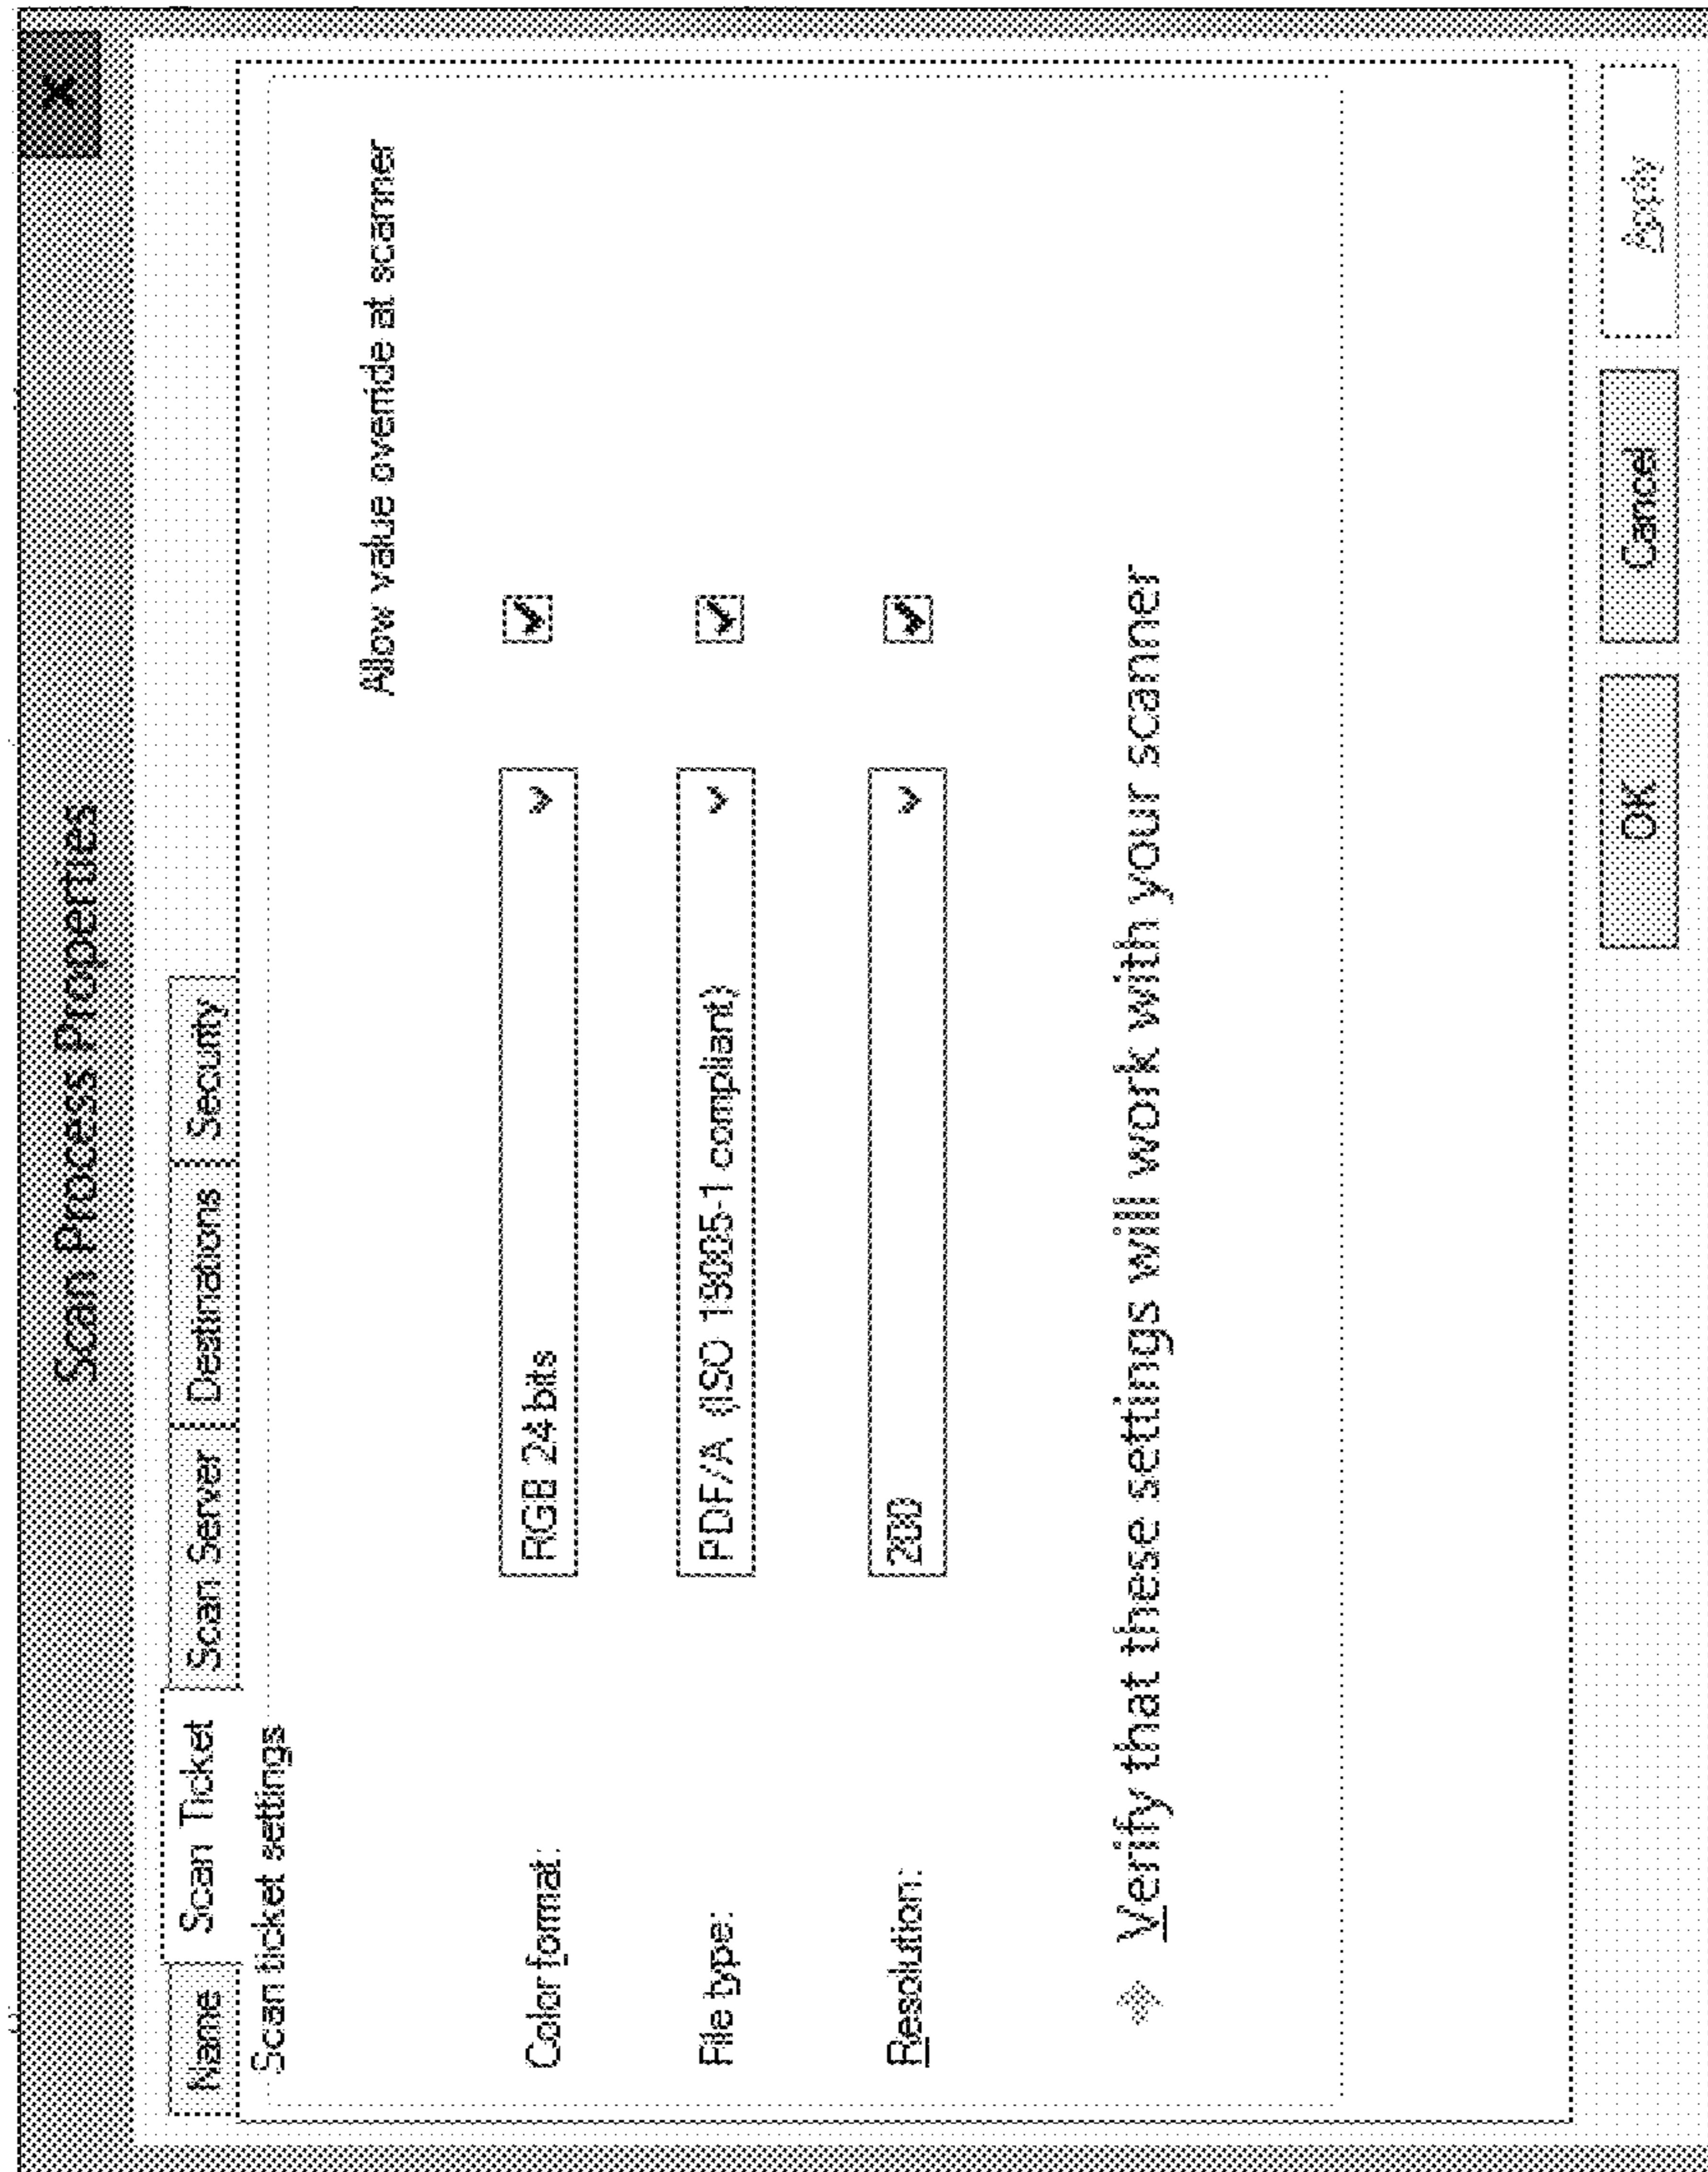 Scan Process Properties
x
Name Scan Ticket Scan Server Destinations Security
Scan ticket settings
Allow value override at scanner
Color format: RGB 24 bits
File type: PDF/A (ISO 19005-1 compliant)
Resolution: 200
Verify that these settings will work with your scanner
OK Cancel Apply